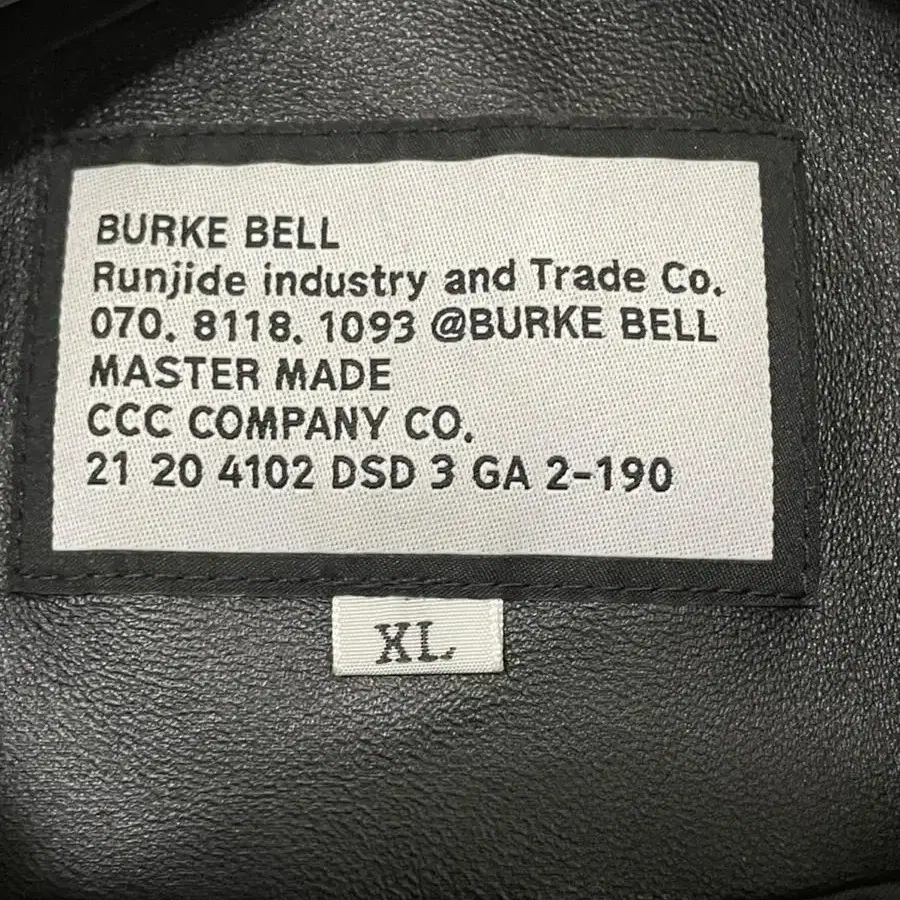 BURKE BELL
Runjide industry and Trade Co.
070. 8118. 1093 @BURKE BELL
MASTER MADE
CCC COMPANY CO.
21 20 4102 DSD 3 GA 2-190
XL